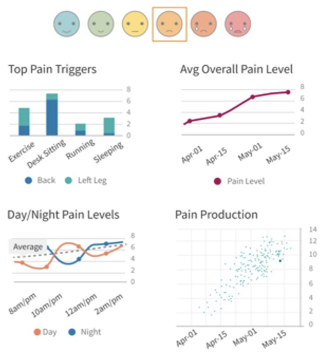 Top Pain Triggers
8
6
4
2
0
Exercise
Desk Sitting
Running
Sleeping
Back
Left Leg
Avg Overall Pain Level
8
6
4
2
0
Apr-01
Apr-15
May-01
May-15
Pain Level
Day/Night Pain Levels
Average
8
6
4
2
0
8am/pm
10am/pm
12am/pm
2am/pm
Day
Night
Pain Production
14
12
10
8
6
4
2
0
Apr-01
Apr-15
May-01
May-15